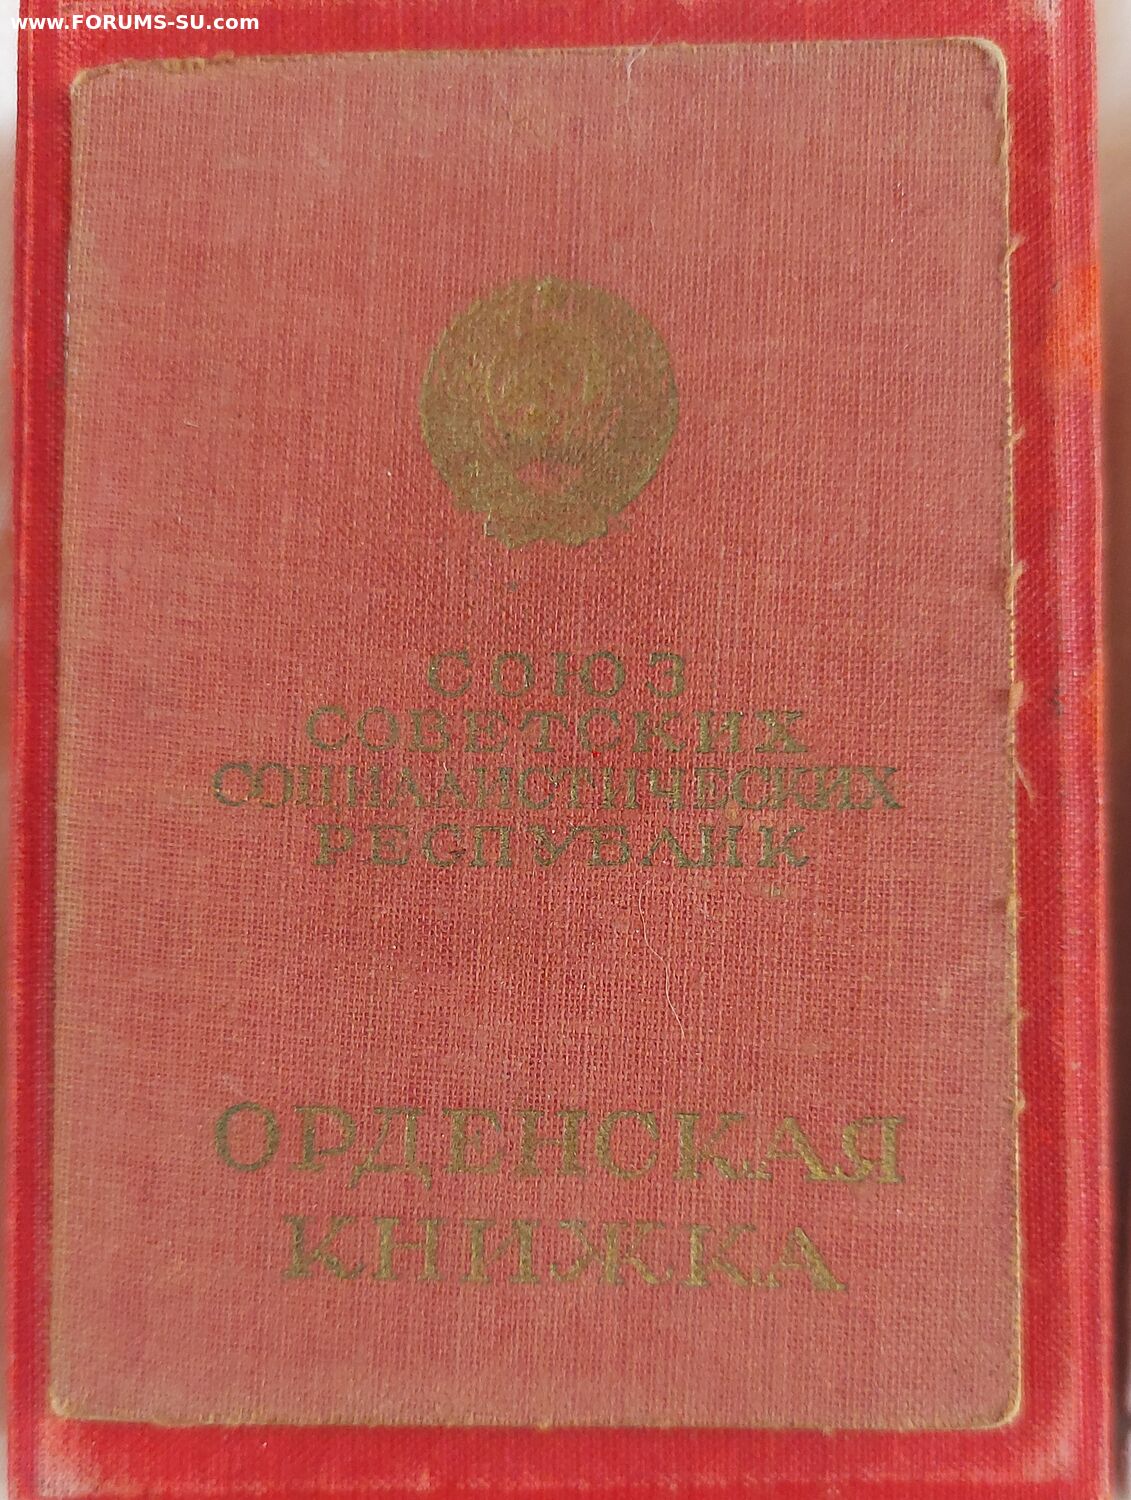 www.FORUMS-SU.com
СОЮЗ
СОВЕТСКИХ
СОЦИАЛИСТИЧЕСКИХ
РЕСПУБЛИК
ОРДЕНСКАЯ
КНИЖКА